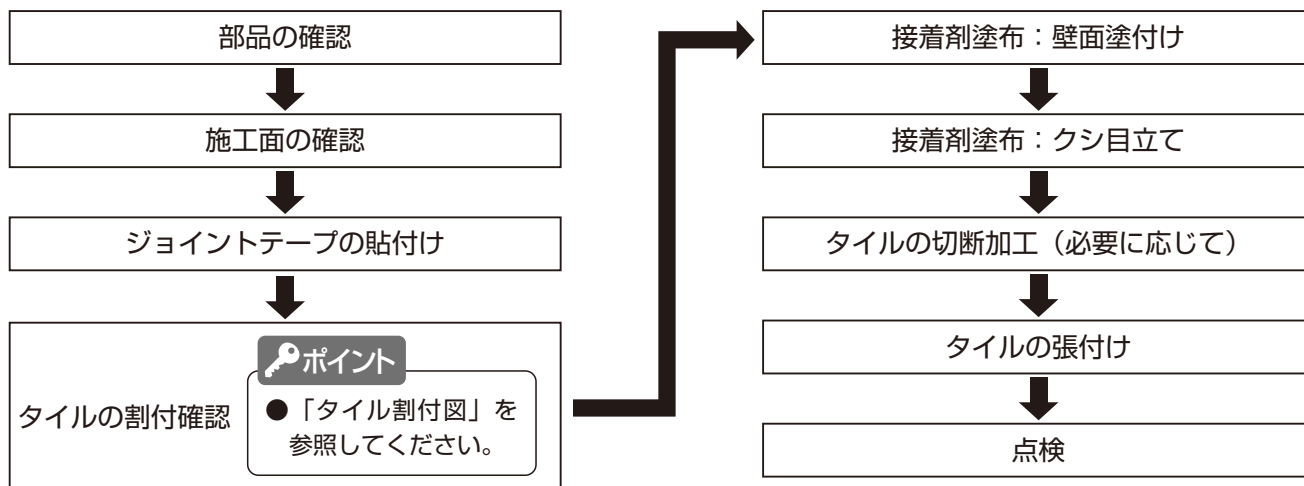 部品の確認
施工面の確認
ジョイントテープの貼付け
タイルの割付確認
ポイント
●「タイル割付図」を
参照してください。
接着剤塗布：壁面塗付け
接着剤塗布：クシ目立て
タイルの切断加工（必要に応じて）
タイルの張付け
点検